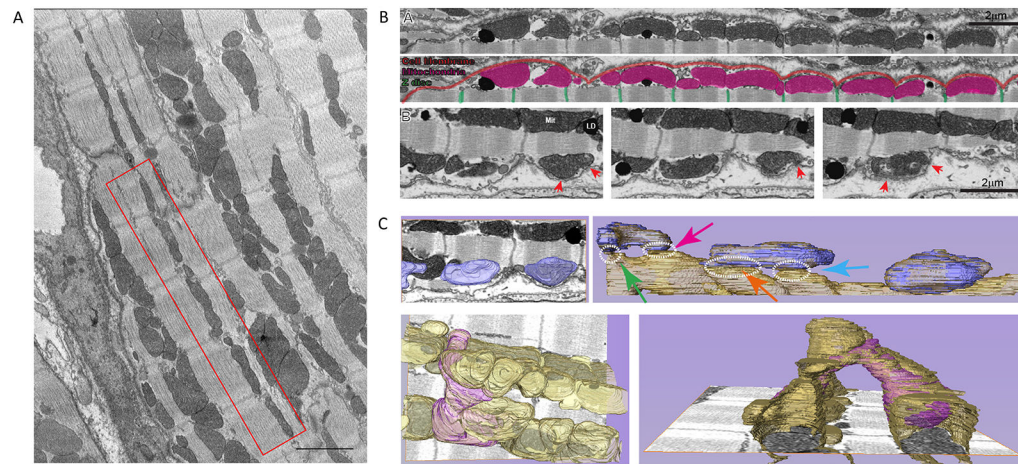 A
B
A
2μm
Cell Membrane
Mitochondria
Z disc
B
Mit
LD
2μm
C